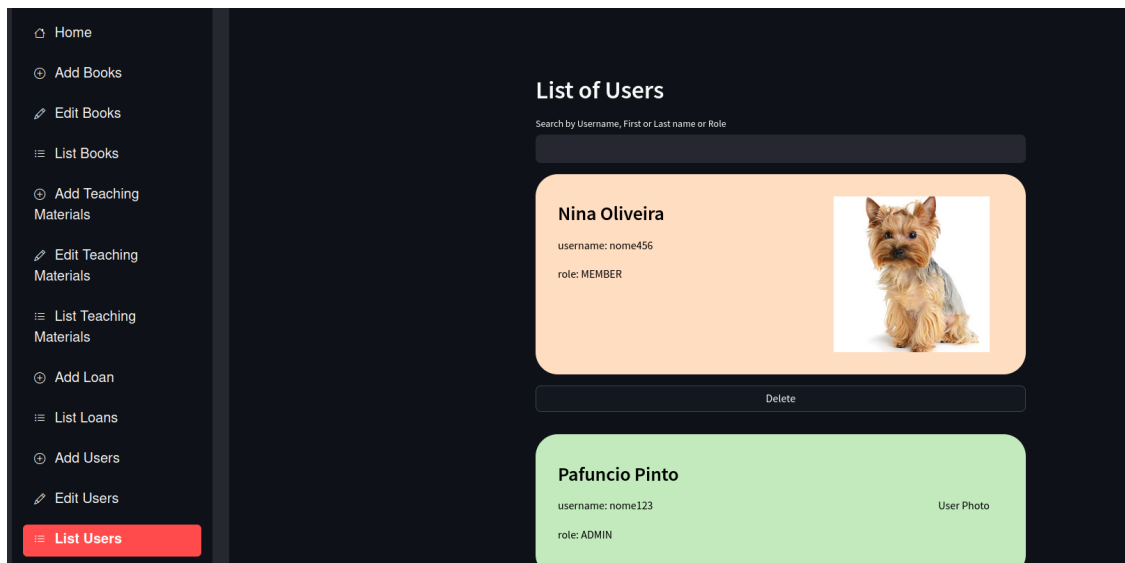 Home
Add Books
Edit Books
List Books
Add Teaching
Materials
Edit Teaching
Materials
List Teaching
Materials
Add Loan
List Loans
Add Users
Edit Users
List Users
List of Users
Search by Username, First or Last name or Role
Nina Oliveira
username: nome456
role: MEMBER
Delete
Pafuncio Pinto
username: nome123
User Photo
role: ADMIN